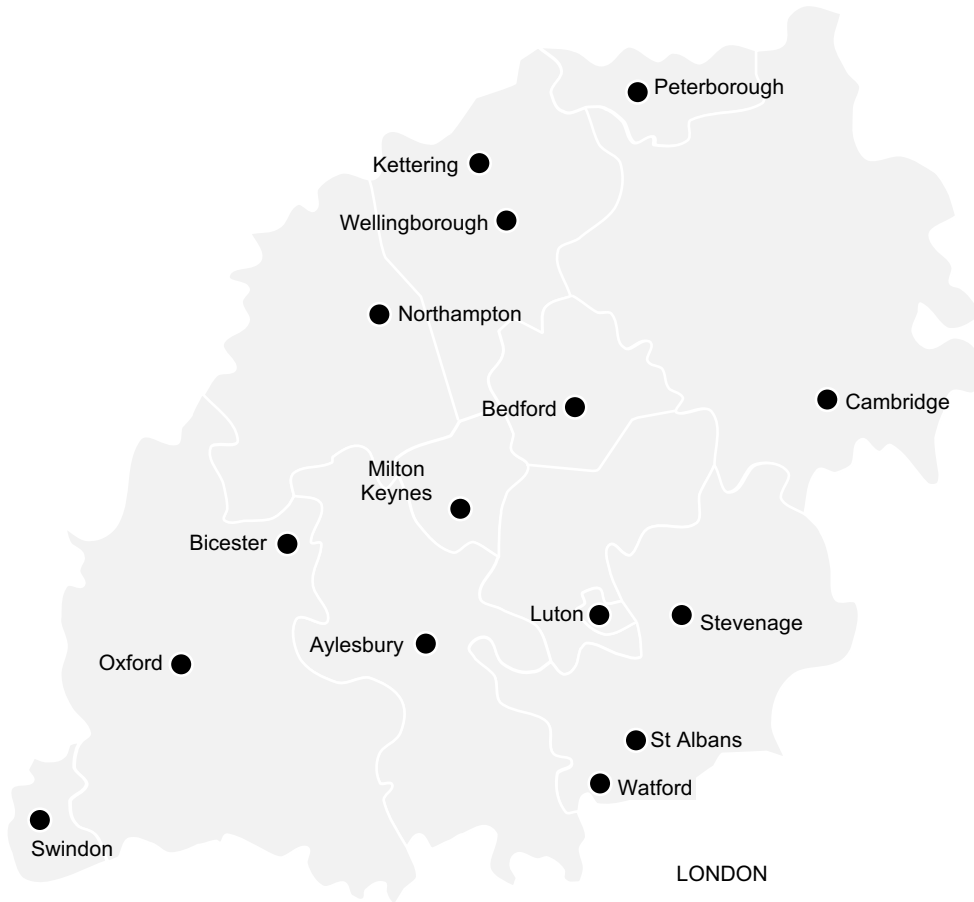 Peterborough
Kettering
Wellingborough
Northampton
Cambridge
Bedford
Milton
Keynes
Bicester
Luton
Stevenage
Aylesbury
Oxford
St Albans
Watford
Swindon
LONDON